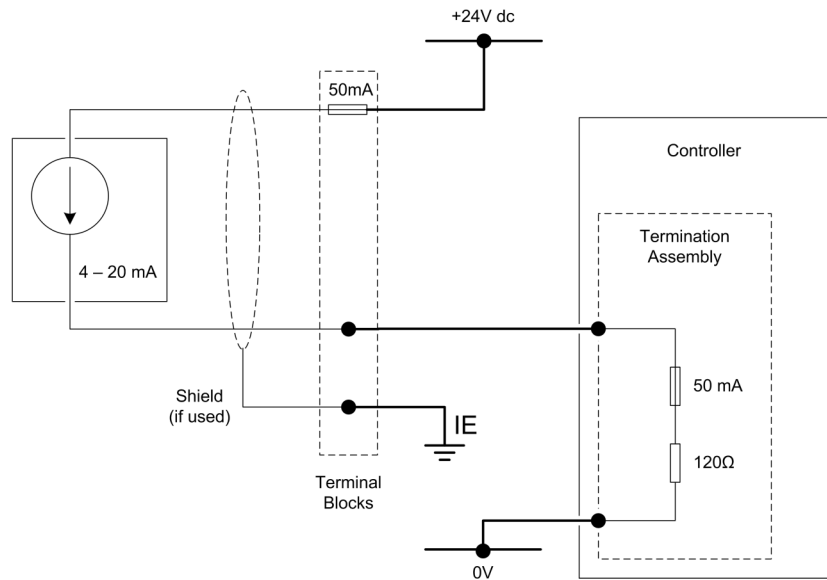 +24V dc
50mA
Controller
Termination
Assembly
4 – 20 mA
50 mA
Shield
(if used)
IE
120Ω
Terminal
Blocks
0V